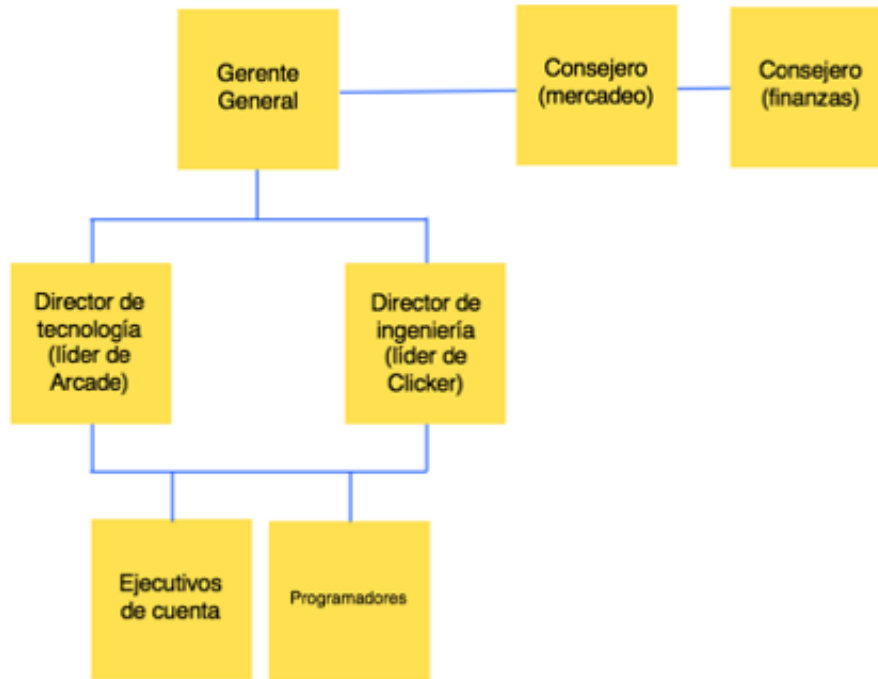 Gerente
General
Consejero
(mercadeo)
Consejero
(finanzas)
Director de
tecnología
(líder de
Arcade)
Director de
ingeniería
(líder de
Clicker)
Ejecutivos
de cuenta
Programadores